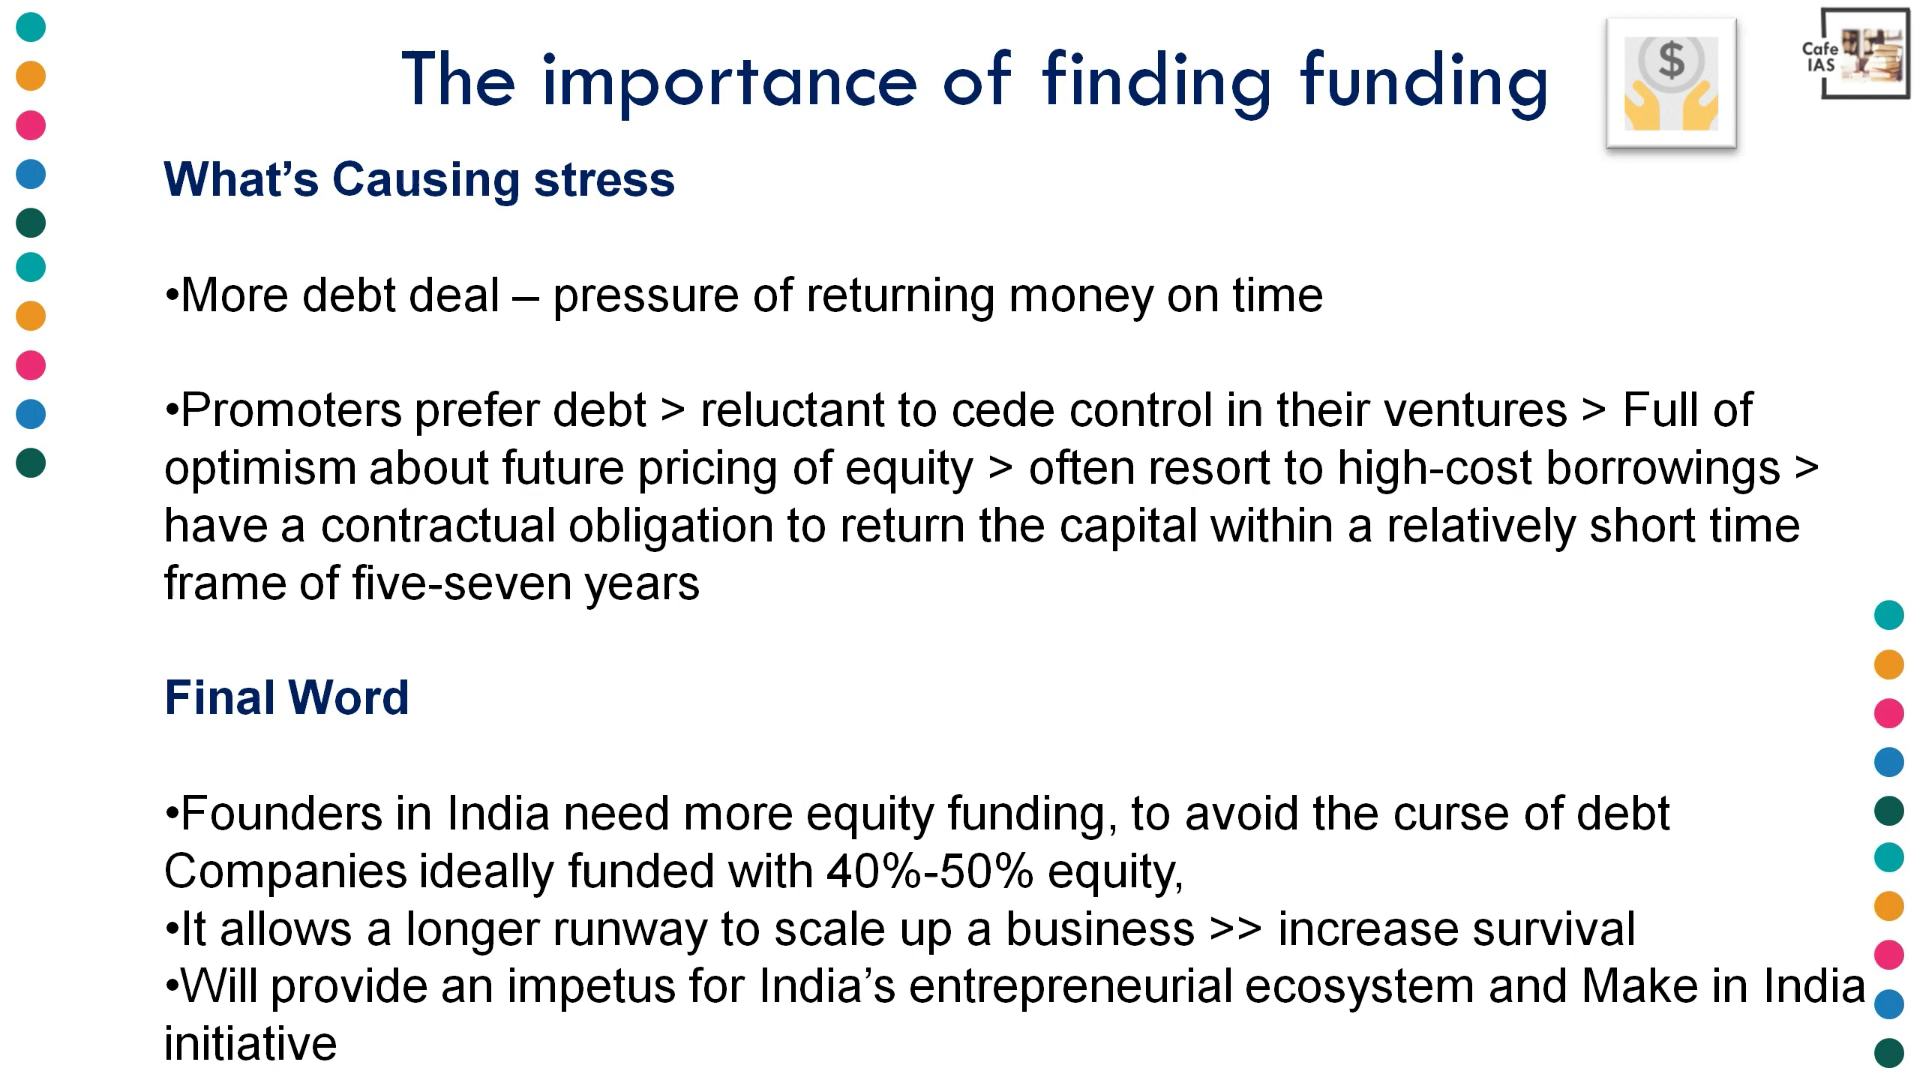 The importance of finding funding
$
Cafe
IAS
What’s Causing stress
•More debt deal – pressure of returning money on time
•Promoters prefer debt > reluctant to cede control in their ventures > Full of
optimism about future pricing of equity > often resort to high-cost borrowings >
have a contractual obligation to return the capital within a relatively short time
frame of five-seven years
Final Word
•Founders in India need more equity funding, to avoid the curse of debt
Companies ideally funded with 40%-50% equity,
•It allows a longer runway to scale up a business >> increase survival
•Will provide an impetus for India’s entrepreneurial ecosystem and Make in India
initiative